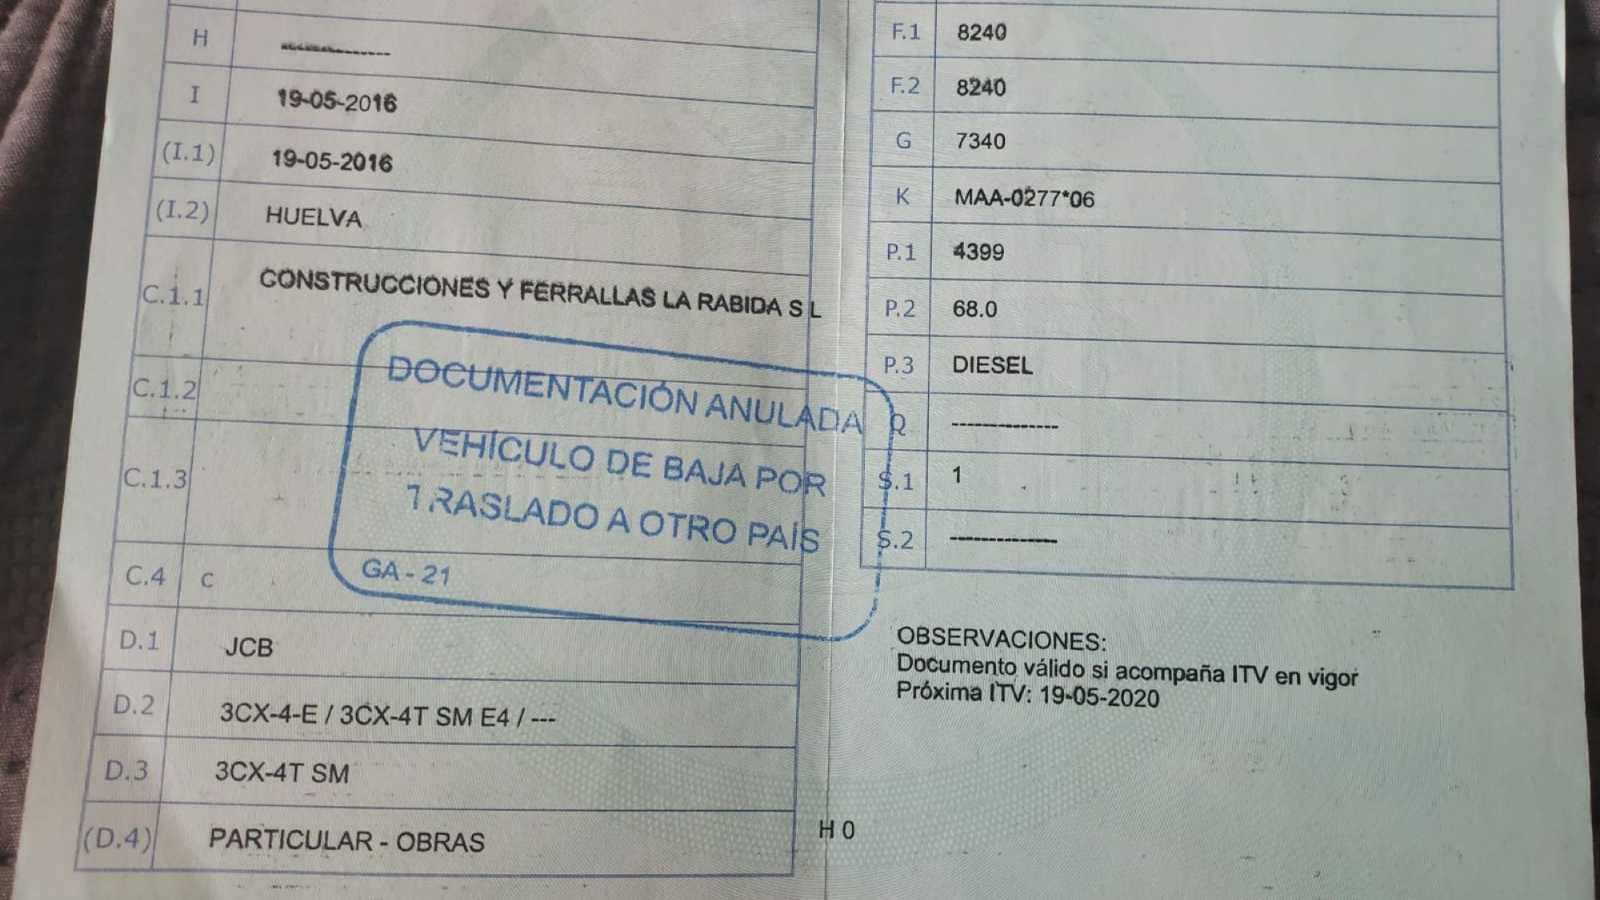 H --------------
I 19-05-2016
(I.1) 19-05-2016
(I.2) HUELVA
C.1.1 CONSTRUCCIONES Y FERRALLAS LA RABIDA S L
C.1.2
C.1.3
C.4 c
D.1 JCB
D.2 3CX-4-E / 3CX-4T SM E4 / ---
D.3 3CX-4T SM
(D.4) PARTICULAR - OBRAS
DOCUMENTACIÓN ANULADA
VEHÍCULO DE BAJA POR
TRASLADO A OTRO PAÍS
GA - 21
F.1 8240
F.2 8240
G 7340
K MAA-0277*06
P.1 4399
P.2 68.0
P.3 DIESEL
Q --------------
S.1 1
S.2 --------------
OBSERVACIONES:
Documento válido si acompaña ITV en vigor
Próxima ITV: 19-05-2020
H 0